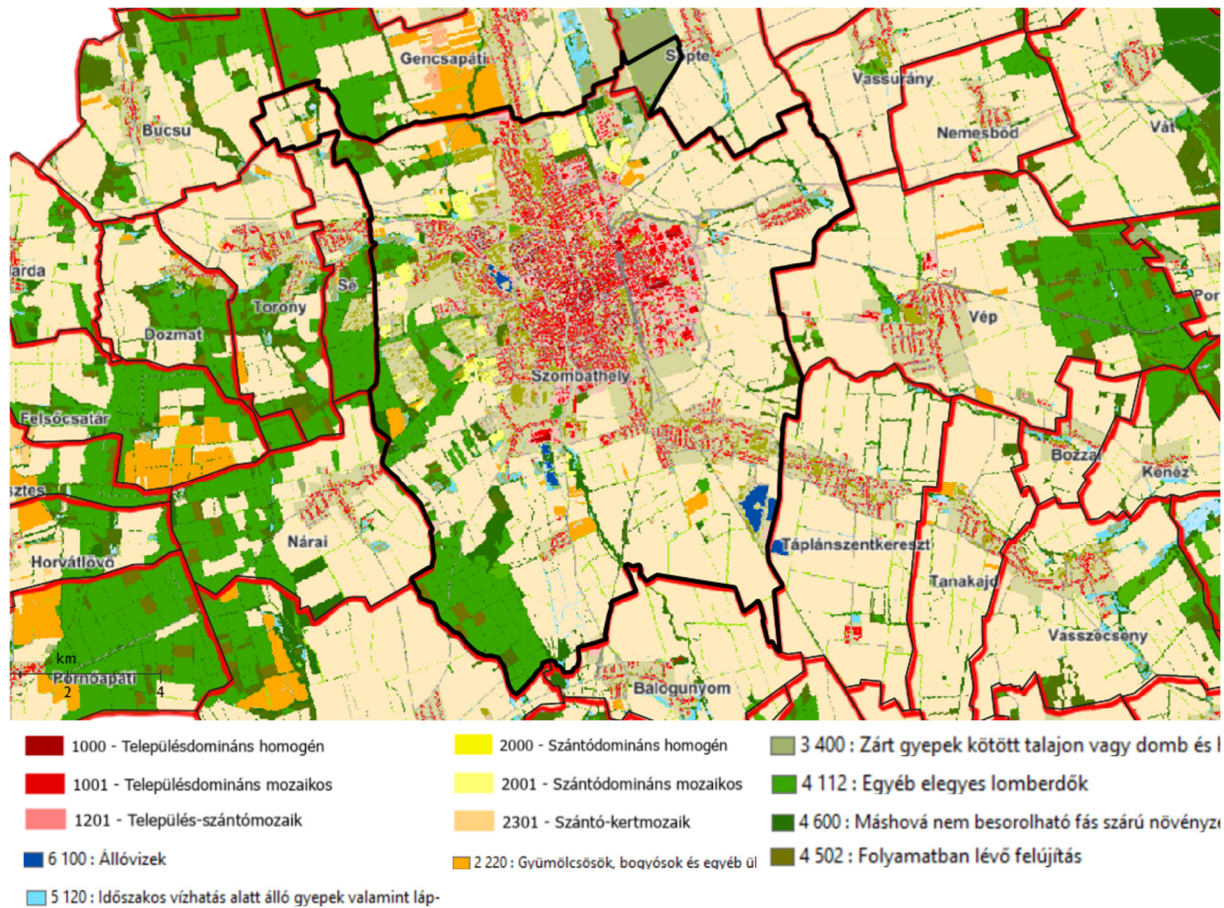 Gencsapáti
Söpte
Vassurány
Bucsu
Nemesbőd
Vát
Sé
Torony
Dozmat
Vép
Szombathely
Felsőcsatár
Bozzai
Kenéz
Nárai
Táplánszentkereszt
Horvátlövő
Tanakajd
Vasszécseny
km
2
4
Pornóapáti
Balogunyom
1000 - Településdomináns homogén
2000 - Szántódomináns homogén
3 400 : Zárt gyepek kötött talajon vagy domb és
1001 - Településdomináns mozaikos
2001 - Szántódomináns mozaikos
4 112 : Egyéb elegyes lomberdők
1201 - Település-szántómozaik
2301 - Szántó-kertmozaik
4 600 : Máshová nem besorolható fás szárú növényze
6 100 : Állóvizek
2 220 : Gyümölcsösök, bogyósok és egyéb ül
4 502 : Folyamatban lévő felújítás
5 120 : Időszakos vízhatás alatt álló gyepek valamint láp-